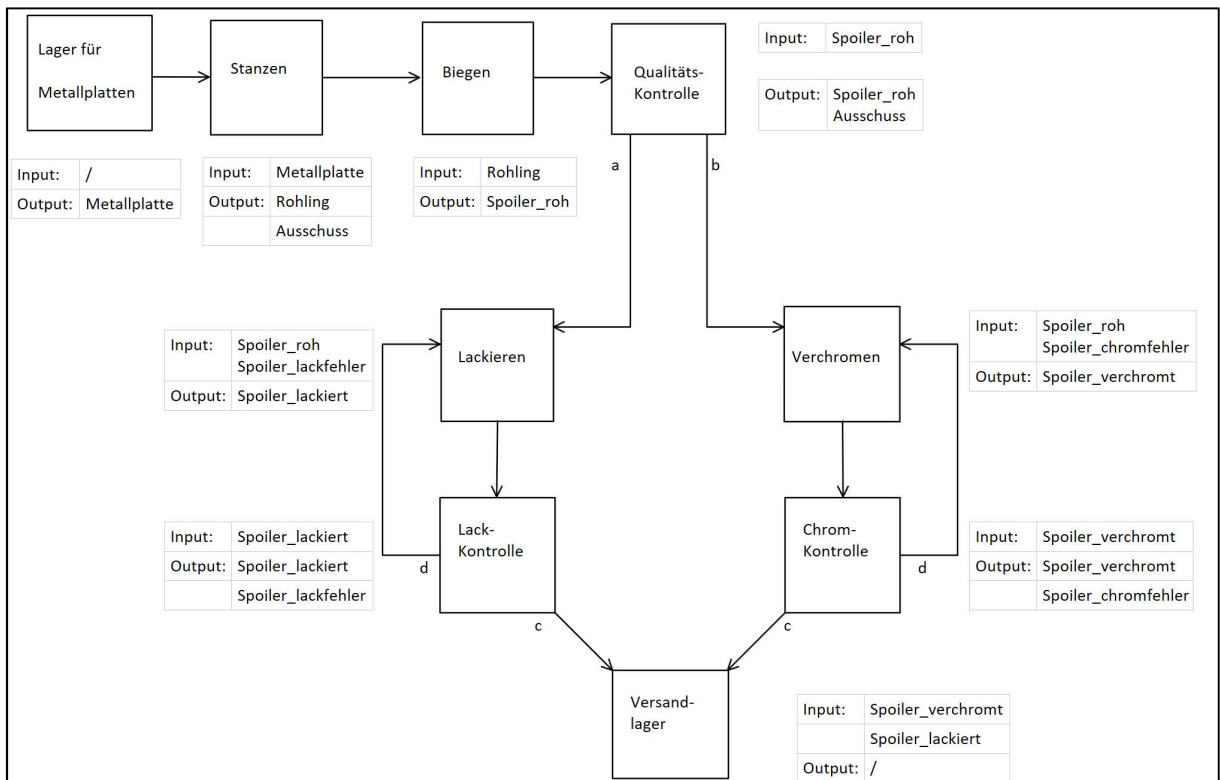 Lager für
Metallplatten
Stanzen
Biegen
Qualitäts-
Kontrolle
Input: Spoiler_roh
Output: Spoiler_roh
Ausschuss
Input: /
Output: Metallplatte
Input: Metallplatte
Output: Rohling
Ausschuss
Input: Rohling
Output: Spoiler_roh
a
b
Input: Spoiler_roh
Spoiler_lackfehler
Output: Spoiler_lackiert
Lackieren
Verchromen
Input: Spoiler_roh
Spoiler_chromfehler
Output: Spoiler_verchromt
Input: Spoiler_lackiert
Output: Spoiler_lackiert
Spoiler_lackfehler
Lack-
Kontrolle
d
c
Chrom-
Kontrolle
d
c
Input: Spoiler_verchromt
Output: Spoiler_verchromt
Spoiler_chromfehler
Versand-
lager
Input: Spoiler_verchromt
Spoiler_lackiert
Output: /